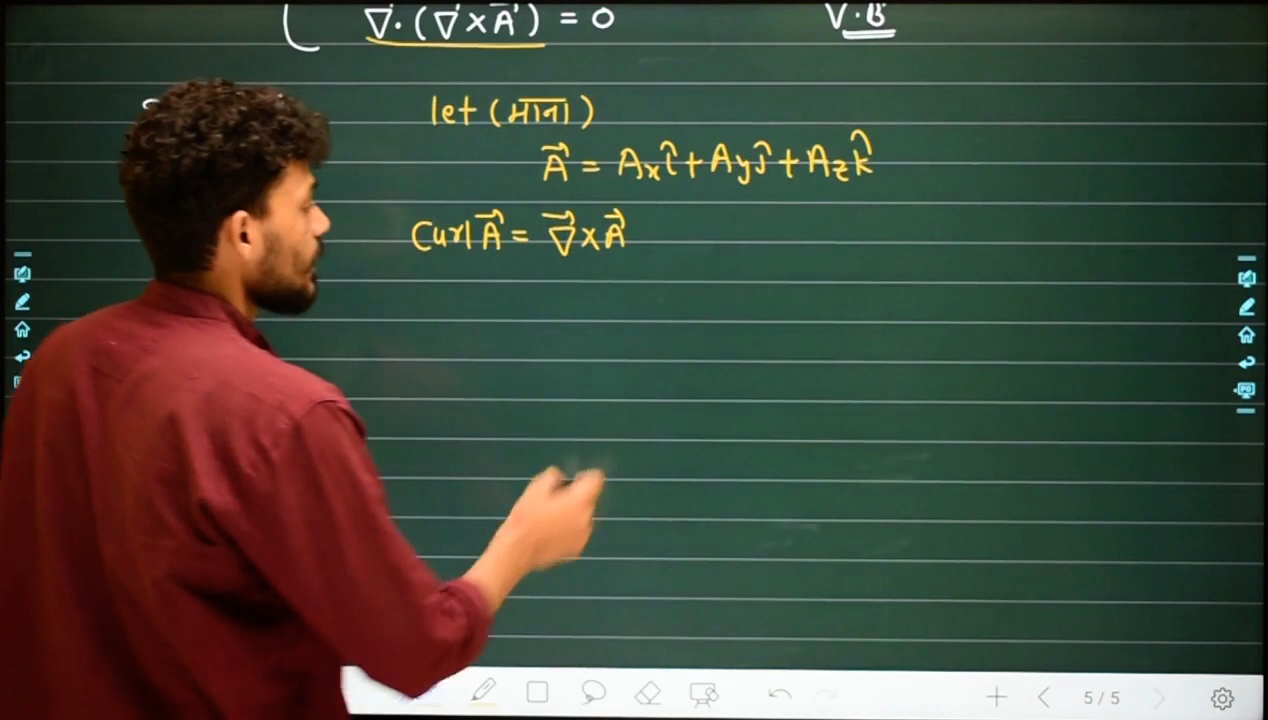 ∇⃗·(∇⃗×A⃗) = 0 ∇·B
let (माना)
A⃗ = Axî + Ayĵ + Azk̂
Curl A⃗ = ∇⃗×A⃗
5/5